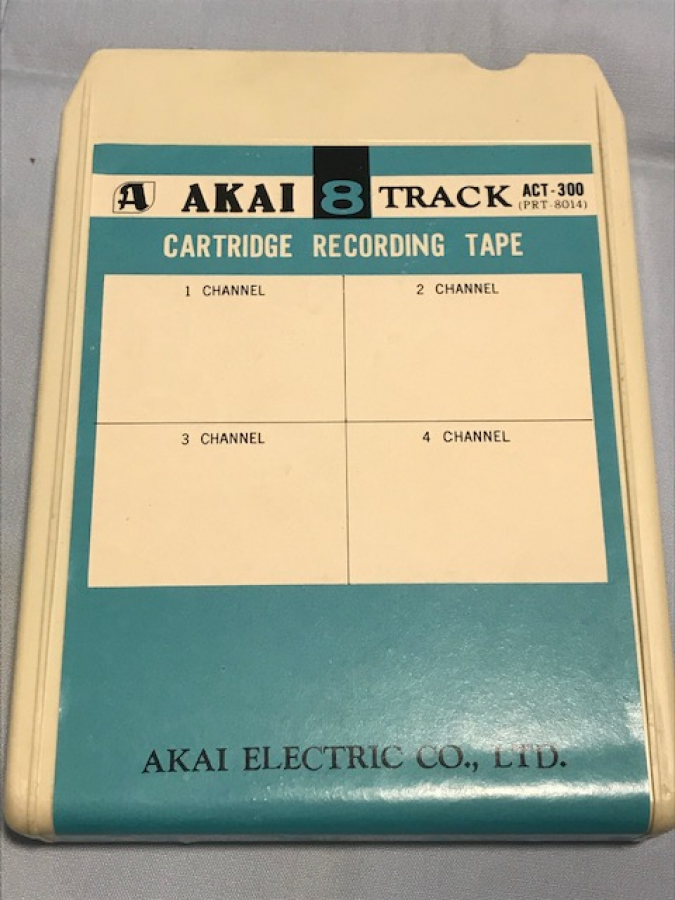 A AKAI 8 TRACK ACT-300
(PRT-8014)
CARTRIDGE RECORDING TAPE
1 CHANNEL 2 CHANNEL
3 CHANNEL 4 CHANNEL
AKAI ELECTRIC CO., LTD.